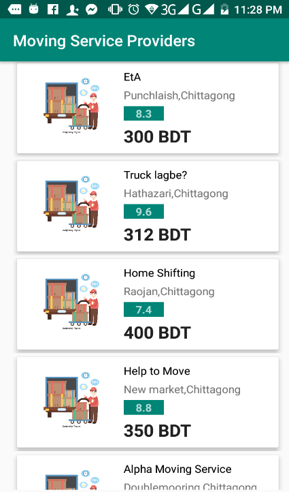 3G G 11:28 PM
Moving Service Providers
EtA
Punchlaish,Chittagong
8.3
300 BDT
Truck lagbe?
Hathazari,Chittagong
9.6
312 BDT
Home Shifting
Raojan,Chittagong
7.4
400 BDT
Help to Move
New market,Chittagong
8.8
350 BDT
Alpha Moving Service
Doublemooring,Chittagong